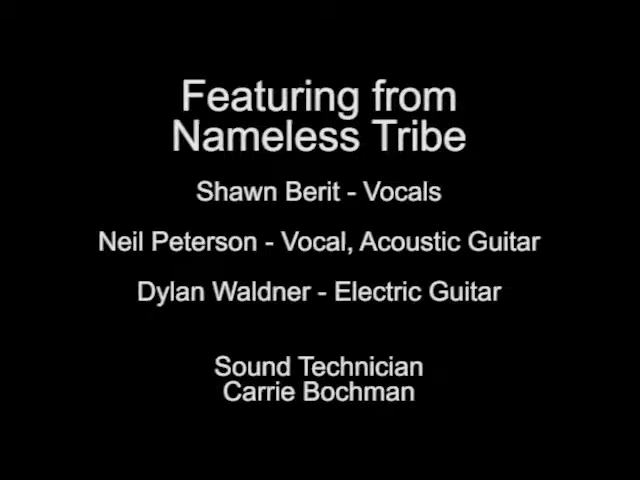 Featuring from
Nameless Tribe
Shawn Berit - Vocals
Neil Peterson - Vocal, Acoustic Guitar
Dylan Waldner - Electric Guitar
Sound Technician
Carrie Bochman